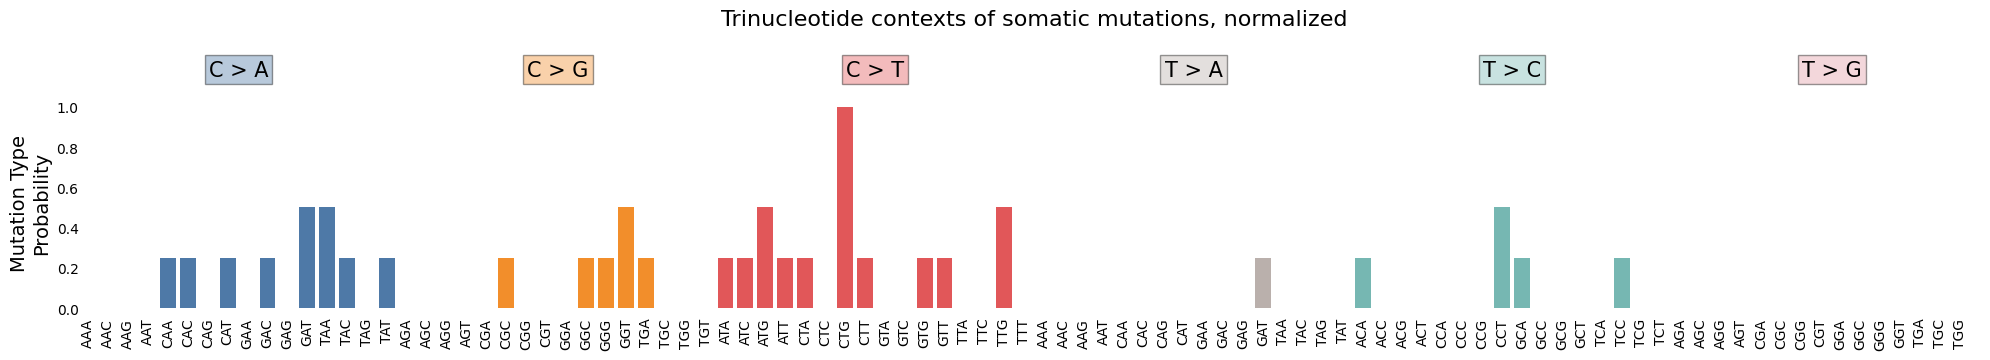 Trinucleotide contexts of somatic mutations, normalized
C > A
C > G
C > T
T > A
T > C
T > G
Mutation Type
Probability
1.0
0.8
0.6
0.4
0.2
0.0
AAA
AAC
AAG
AAT
CAA
CAC
CAG
CAT
GAA
GAC
GAG
GAT
TAA
TAC
TAG
TAT
AGA
AGC
AGG
AGT
CGA
CGC
CGG
CGT
GGA
GGC
GGG
GGT
TGA
TGC
TGG
TGT
ATA
ATC
ATG
ATT
CTA
CTC
CTG
CTT
GTA
GTC
GTG
GTT
TTA
TTC
TTG
TTT
AAA
AAC
AAG
AAT
CAA
CAC
CAG
CAT
GAA
GAC
GAG
GAT
TAA
TAC
TAG
TAT
ACA
ACC
ACG
ACT
CCA
CCC
CCG
CCT
GCA
GCC
GCG
GCT
TCA
TCC
TCG
TCT
AGA
AGC
AGG
AGT
CGA
CGC
CGG
CGT
GGA
GGC
GGG
GGT
TGA
TGC
TGG